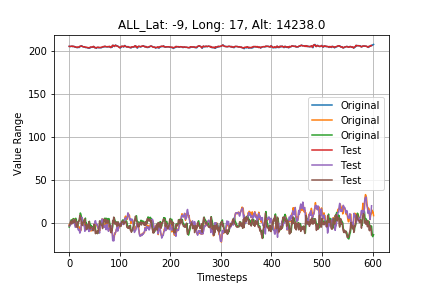 ALL_Lat: -9, Long: 17, Alt: 14238.0
Value Range
200
150
100
50
0
Original
Original
Original
Test
Test
Test
0 100 200 300 400 500 600
Timesteps